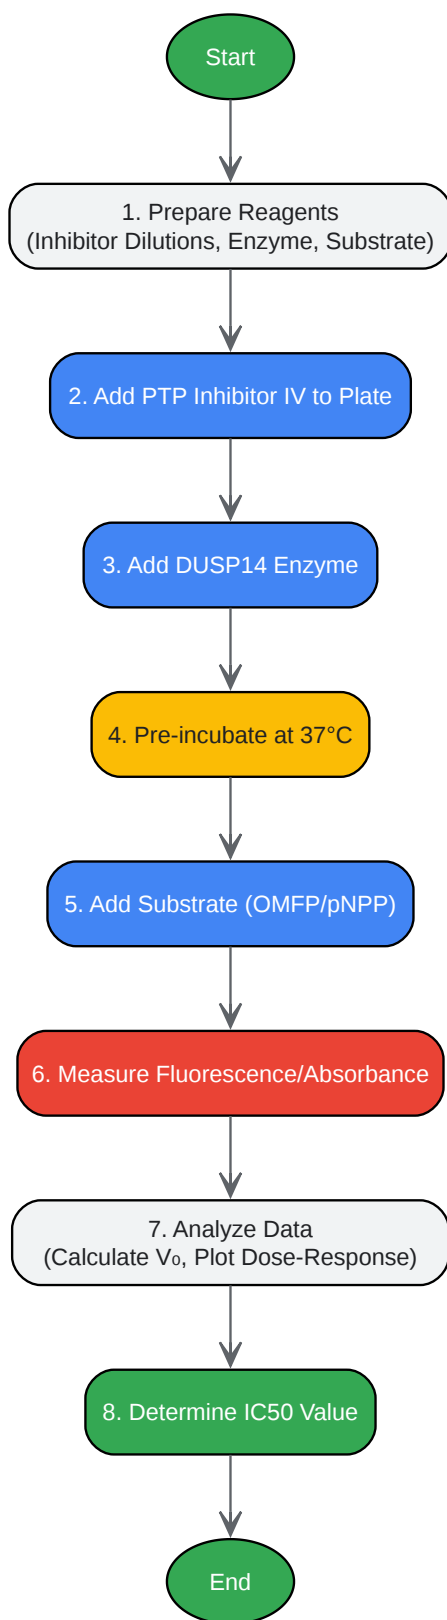 Start
1. Prepare Reagents
(Inhibitor Dilutions, Enzyme, Substrate)
2. Add PTP Inhibitor IV to Plate
3. Add DUSP14 Enzyme
4. Pre-incubate at 37°C
5. Add Substrate (OMFP/pNPP)
6. Measure Fluorescence/Absorbance
7. Analyze Data
(Calculate V₀, Plot Dose-Response)
8. Determine IC50 Value
End